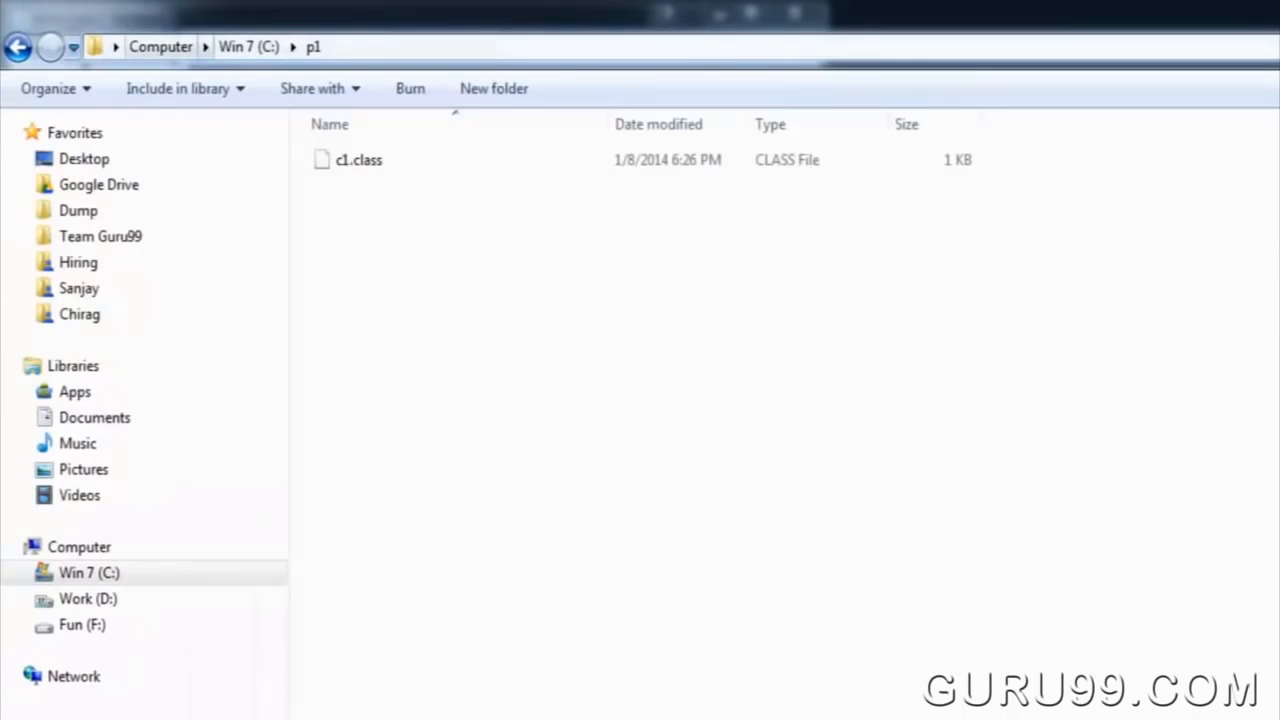 Computer Win 7 (C:) p1
Organize Include in library Share with Burn New folder
Name Date modified Type Size
c1.class 1/8/2014 6:26 PM CLASS File 1 KB
Favorites
Desktop
Google Drive
Dump
Team Guru99
Hiring
Sanjay
Chirag
Libraries
Apps
Documents
Music
Pictures
Videos
Computer
Win 7 (C:)
Work (D:)
Fun (F:)
Network
GURU99.COM